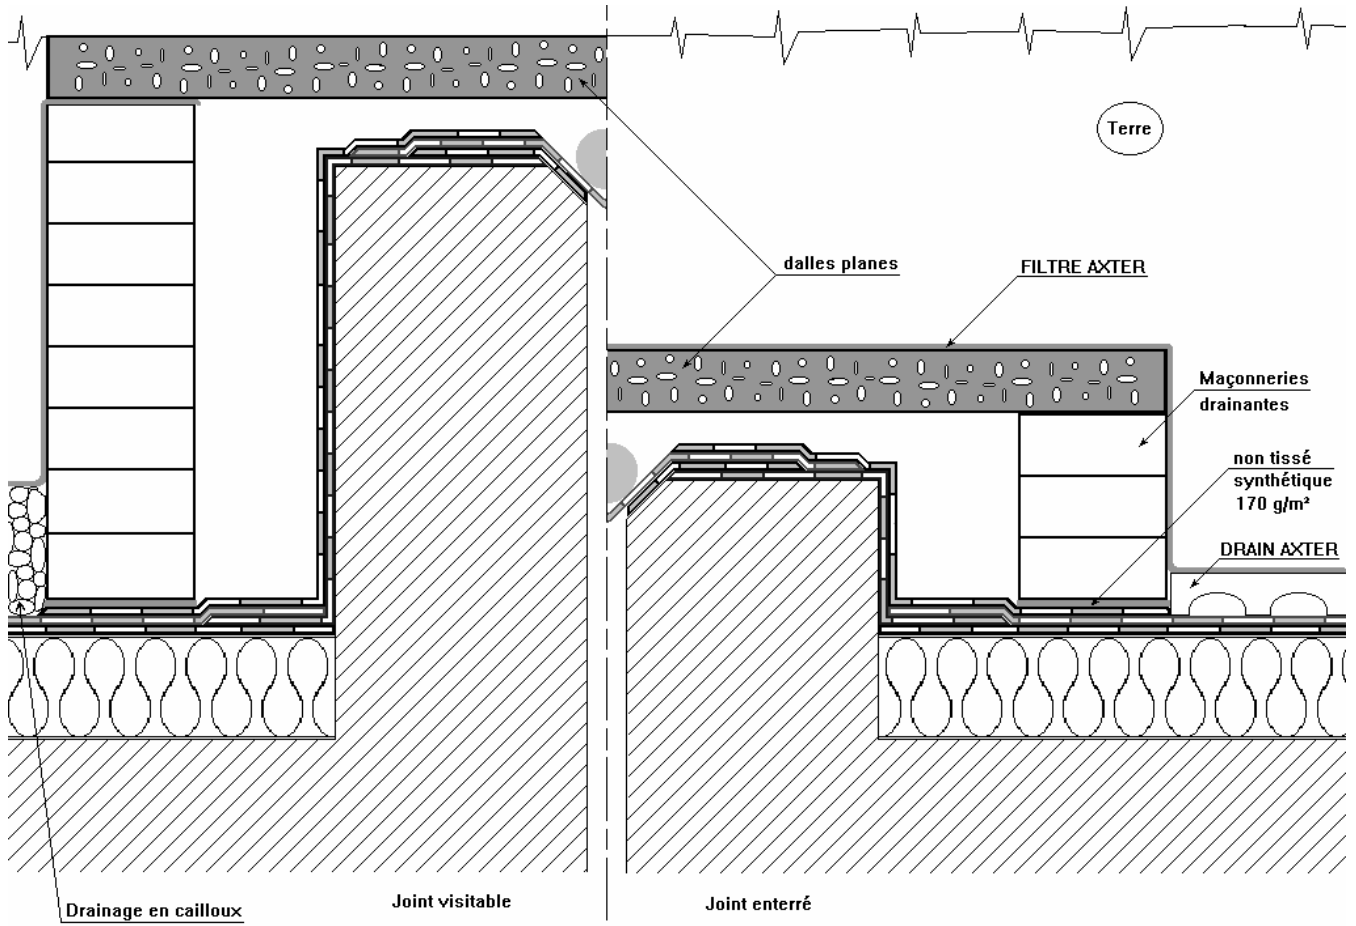 Terre
dalles planes
FILTRE AXTER
Maçonneries
drainantes
non tissé
synthétique
170 g/m²
DRAIN AXTER
Joint visitable
Joint enterré
Drainage en cailloux